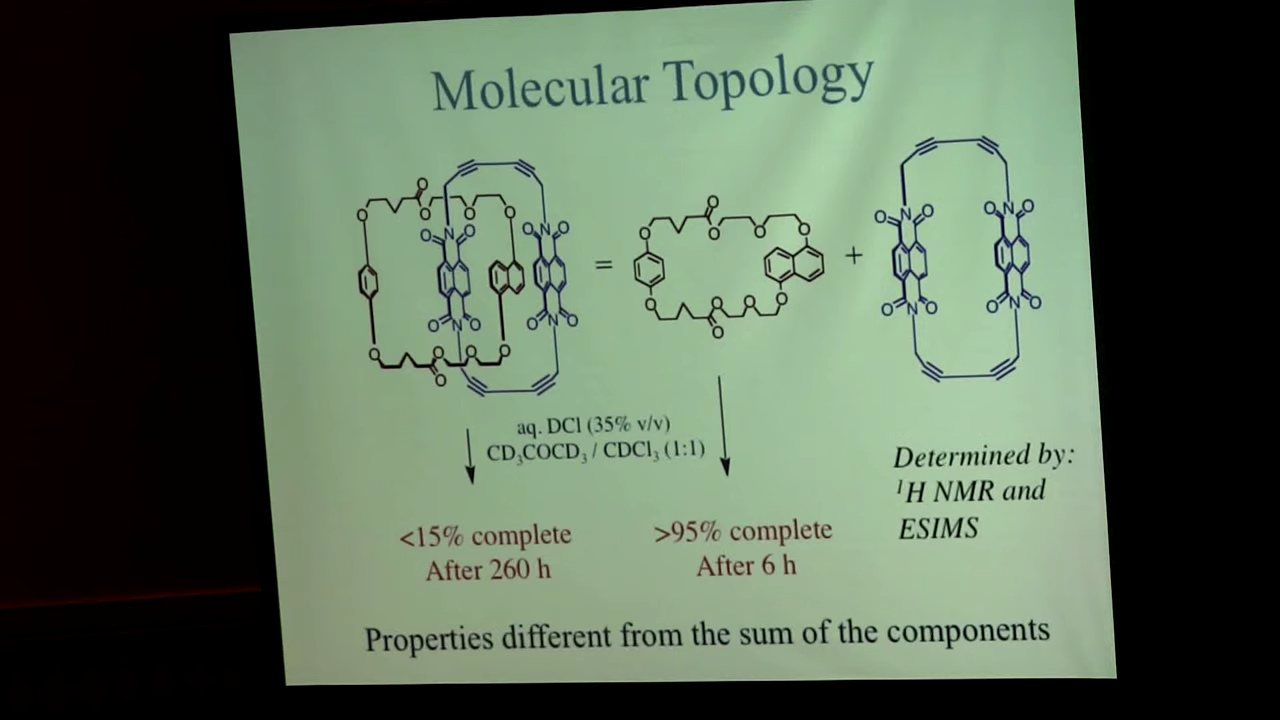 Molecular Topology
=
+
aq. DCl (35% v/v)
CD₃COCD₃ / CDCl₃ (1:1)
<15% complete
After 260 h
>95% complete
After 6 h
Determined by:
¹H NMR and
ESIMS
Properties different from the sum of the components